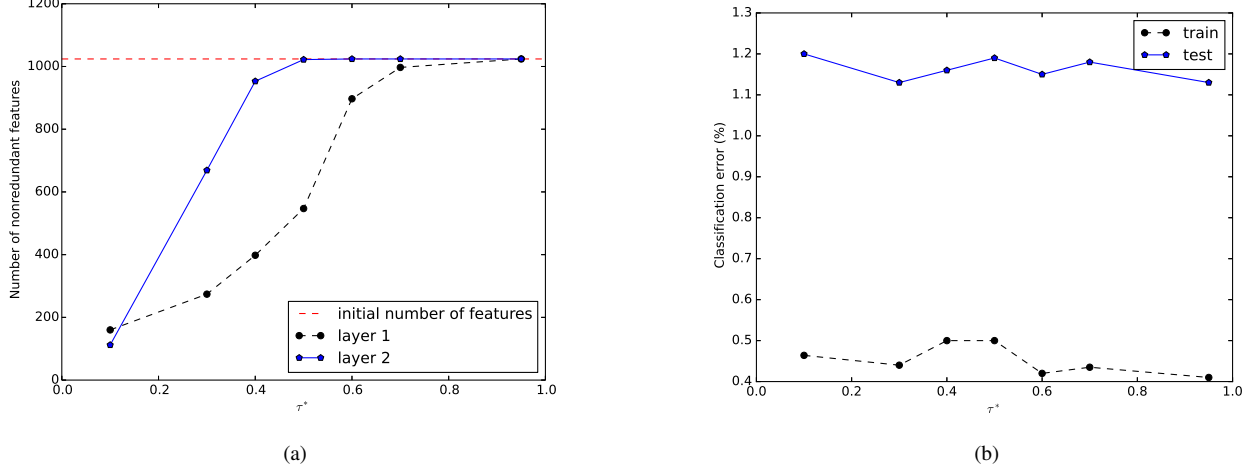 1200
1000
800
600
400
200
0
0.0 0.2 0.4 0.6 0.8 1.0
Number of nonredundant features
τ*
initial number of features
layer 1
layer 2
(a)
1.3
1.2
1.1
1.0
0.9
0.8
0.7
0.6
0.5
0.4
0.0 0.2 0.4 0.6 0.8 1.0
Classification error (%)
τ*
train
test
(b)